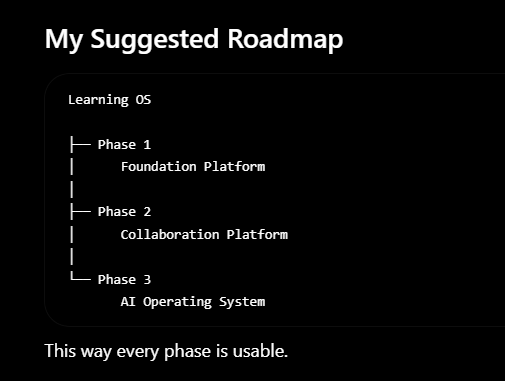 My Suggested Roadmap
Learning OS
├── Phase 1
│      Foundation Platform
│
├── Phase 2
│      Collaboration Platform
│
└── Phase 3
       AI Operating System
This way every phase is usable.